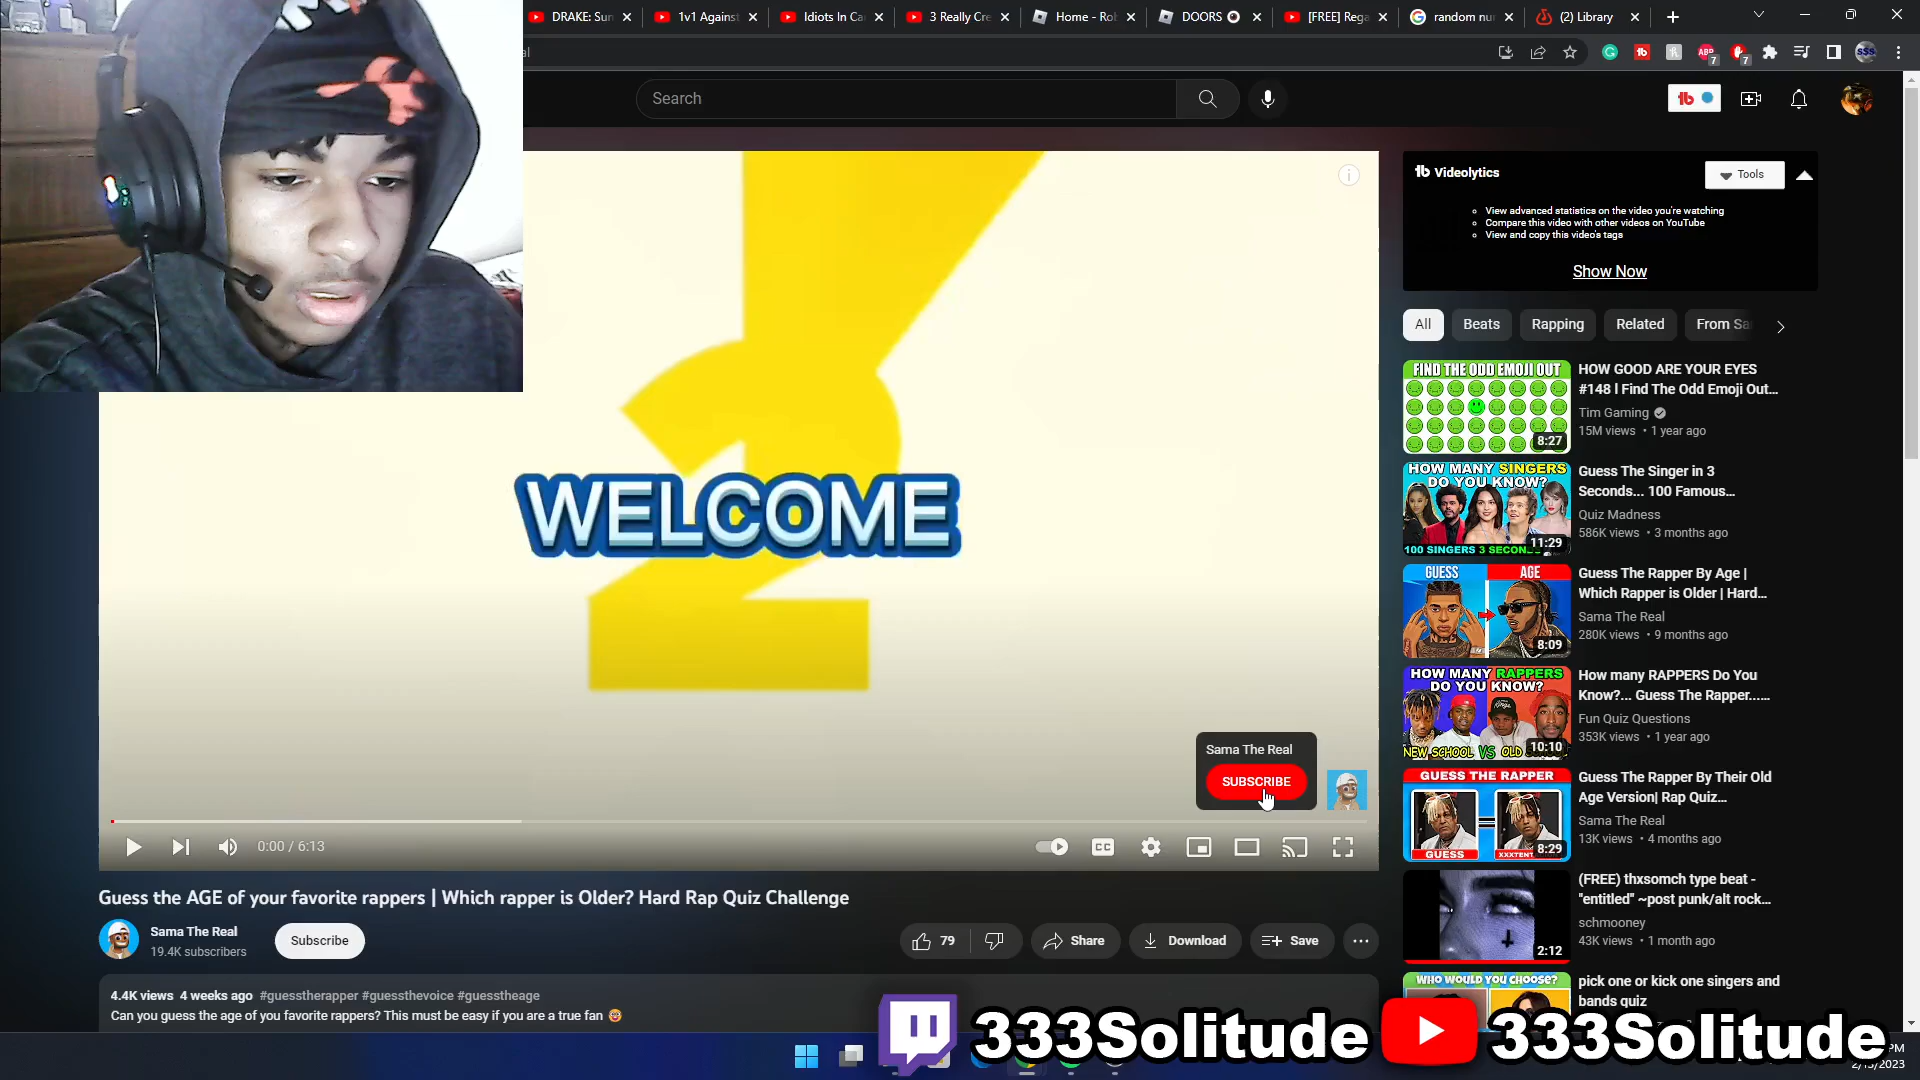 DRAKE: Sun
1v1 Against
Idiots In Ca
3 Really Cre
Home - Ro
DOORS
[FREE] Rega
random nu
(2) Library
Search
Videolytics
Tools
View advanced statistics on the video you're watching
Compare this video with other videos on YouTube
View and copy this video's tags
Show Now
All
Beats
Rapping
Related
From Sa
WELCOME
Sama The Real
SUBSCRIBE
0:00 / 6:13
Guess the AGE of your favorite rappers | Which rapper is Older? Hard Rap Quiz Challenge
Sama The Real
19.4K subscribers
Subscribe
79
Share
Download
Save
4.4K views 4 weeks ago #guesstherapper #guessthevoice #guesstheage
Can you guess the age of you favorite rappers? This must be easy if you are a true fan
FIND THE ODD EMOJI OUT
8:27
HOW GOOD ARE YOUR EYES
#148 l Find The Odd Emoji Out...
Tim Gaming
15M views • 1 year ago
HOW MANY SINGERS
DO YOU KNOW?
11:29
100 SINGERS 3 SECONDS
Guess The Singer in 3
Seconds... 100 Famous...
Quiz Madness
586K views • 3 months ago
GUESS AGE
8:09
Guess The Rapper By Age |
Which Rapper is Older | Hard...
Sama The Real
280K views • 9 months ago
HOW MANY RAPPERS
DO YOU KNOW?
10:10
NEW SCHOOL VS OLD
How many RAPPERS Do You
Know?... Guess The Rapper......
Fun Quiz Questions
353K views • 1 year ago
GUESS THE RAPPER
8:29
GUESS
Guess The Rapper By Their Old
Age Version| Rap Quiz...
Sama The Real
13K views • 4 months ago
2:12
(FREE) thxsomch type beat -
"entitled" ~post punk/alt rock...
schmooney
43K views • 1 month ago
WHO WOULD YOU CHOOSE?
pick one or kick one singers and
bands quiz
333Solitude
333Solitude
PM